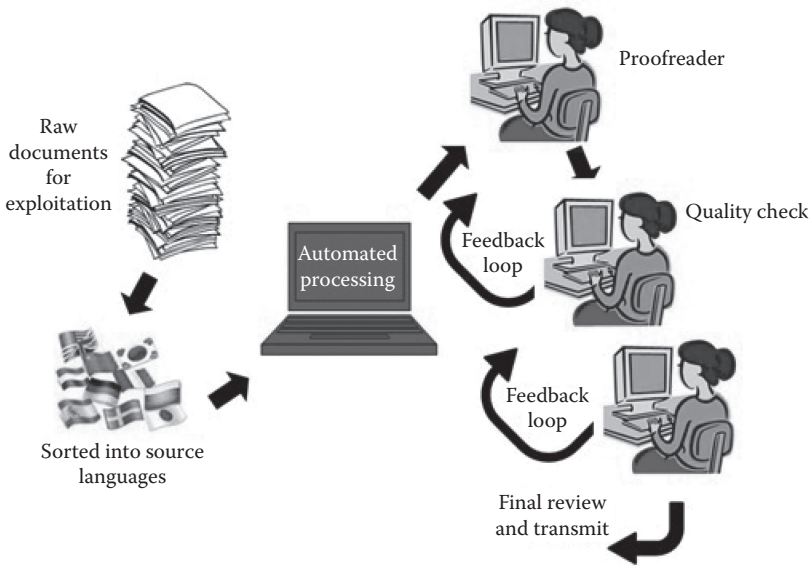 Raw
documents
for
exploitation
Sorted into source
languages
Automated
processing
Proofreader
Quality check
Feedback
loop
Feedback
loop
Final review
and transmit